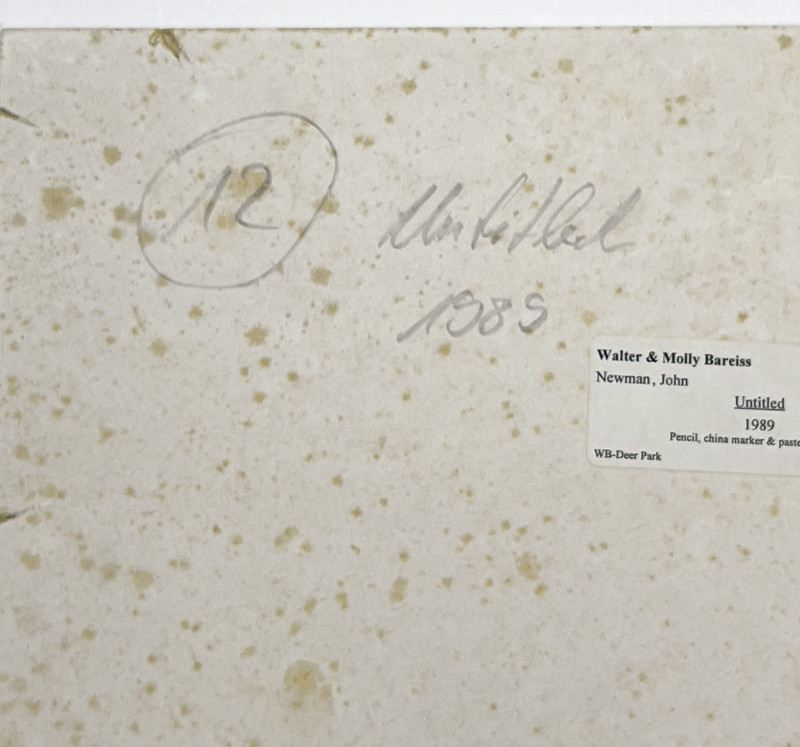 12
Untitled
1989
Walter & Molly Bareiss
Newman, John
Untitled
1989
Pencil, china marker & paste
WB-Deer Park